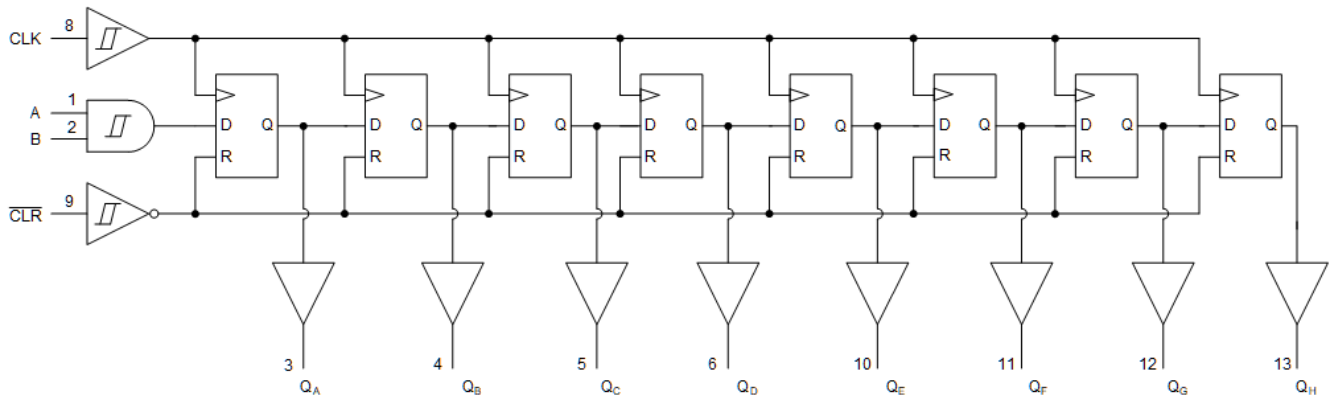 CLK 8
A 1
B 2
D Q D Q D Q D Q D Q D Q D Q D Q
R R R R R R R R
CLR 9
3 4 5 6 10 11 12 13
QA QB QC QD QE QF QG QH